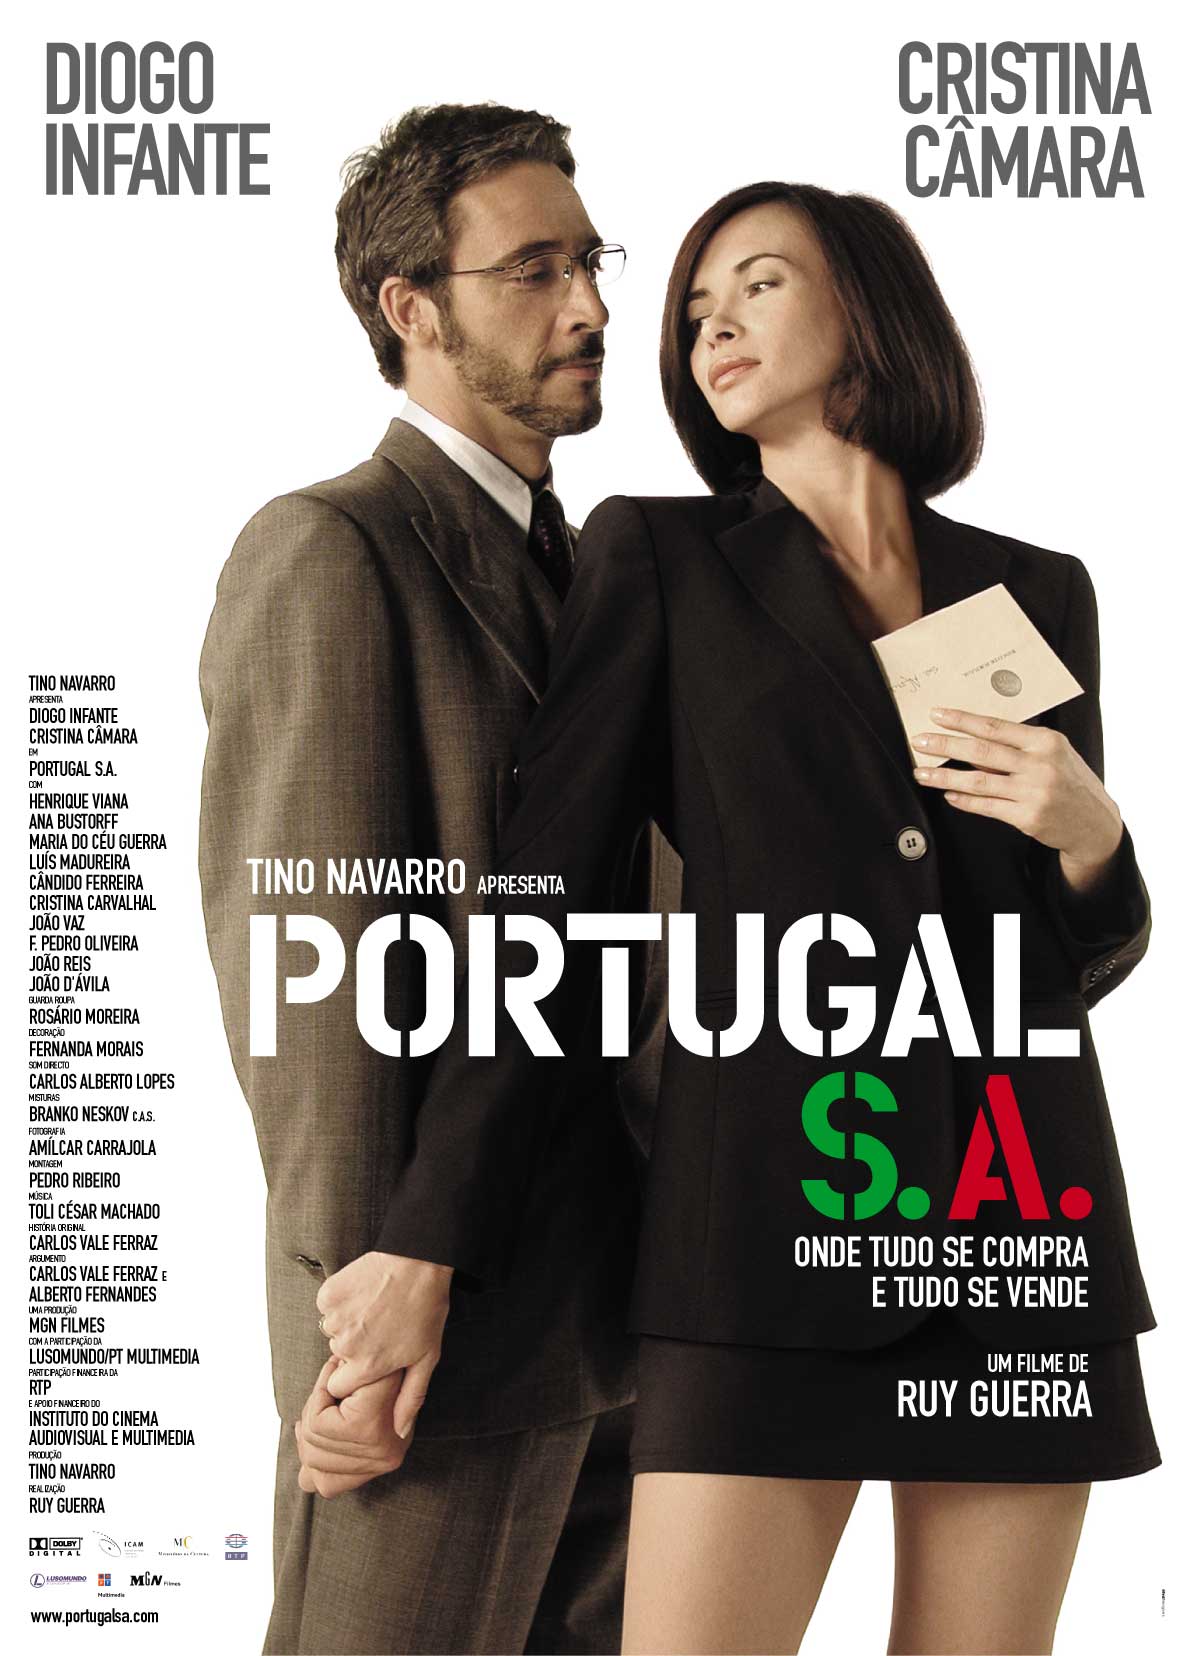 DIOGO
INFANTE
CRISTINA
CÂMARA
TINO NAVARRO
APRESENTA
DIOGO INFANTE
CRISTINA CÂMARA
EM
PORTUGAL S.A.
COM
HENRIQUE VIANA
ANA BUSTORFF
MARIA DO CÉU GUERRA
LUÍS MADUREIRA
CÂNDIDO FERREIRA
CRISTINA CARVALHAL
JOÃO VAZ
F. PEDRO OLIVEIRA
JOÃO REIS
JOÃO D'ÁVILA
GUARDA ROUPA
ROSÁRIO MOREIRA
DECORAÇÃO
FERNANDA MORAIS
SOM DIRECTO
CARLOS ALBERTO LOPES
MISTURAS
BRANKO NESKOV C.A.S.
FOTOGRAFIA
AMÍLCAR CARRAJOLA
MONTAGEM
PEDRO RIBEIRO
MÚSICA
TOLI CÉSAR MACHADO
HISTÓRIA ORIGINAL
CARLOS VALE FERRAZ
ARGUMENTO
CARLOS VALE FERRAZ E
ALBERTO FERNANDES
UMA PRODUÇÃO
MGN FILMES
COM A PARTICIPAÇÃO DA
LUSOMUNDO/PT MULTIMEDIA
PARTICIPAÇÃO FINANCEIRA DA
RTP
E APOIO FINANCEIRO DO
INSTITUTO DO CINEMA
AUDIOVISUAL E MULTIMEDIA
PRODUÇÃO
TINO NAVARRO
REALIZAÇÃO
RUY GUERRA
DOLBY
DIGITAL
ICAM
MC
MINISTÉRIO DA CULTURA
RTP
LUSOMUNDO
PT
Multimedia
MGN Filmes
www.portugalsa.com
TINO NAVARRO APRESENTA
PORTUGAL
S.A.
ONDE TUDO SE COMPRA
E TUDO SE VENDE
UM FILME DE
RUY GUERRA